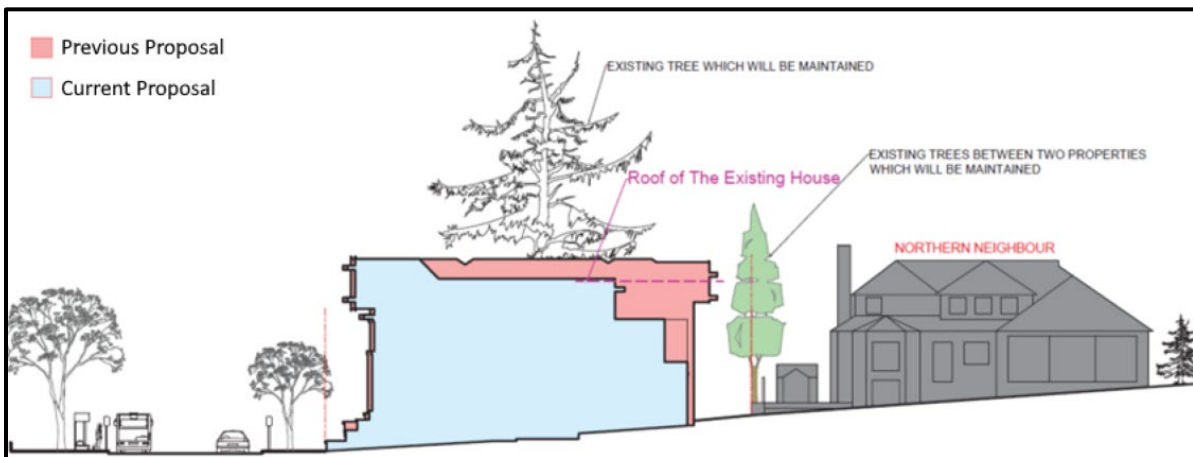 Previous Proposal
Current Proposal
EXISTING TREE WHICH WILL BE MAINTAINED
EXISTING TREES BETWEEN TWO PROPERTIES
WHICH WILL BE MAINTAINED
Roof of The Existing House
NORTHERN NEIGHBOUR